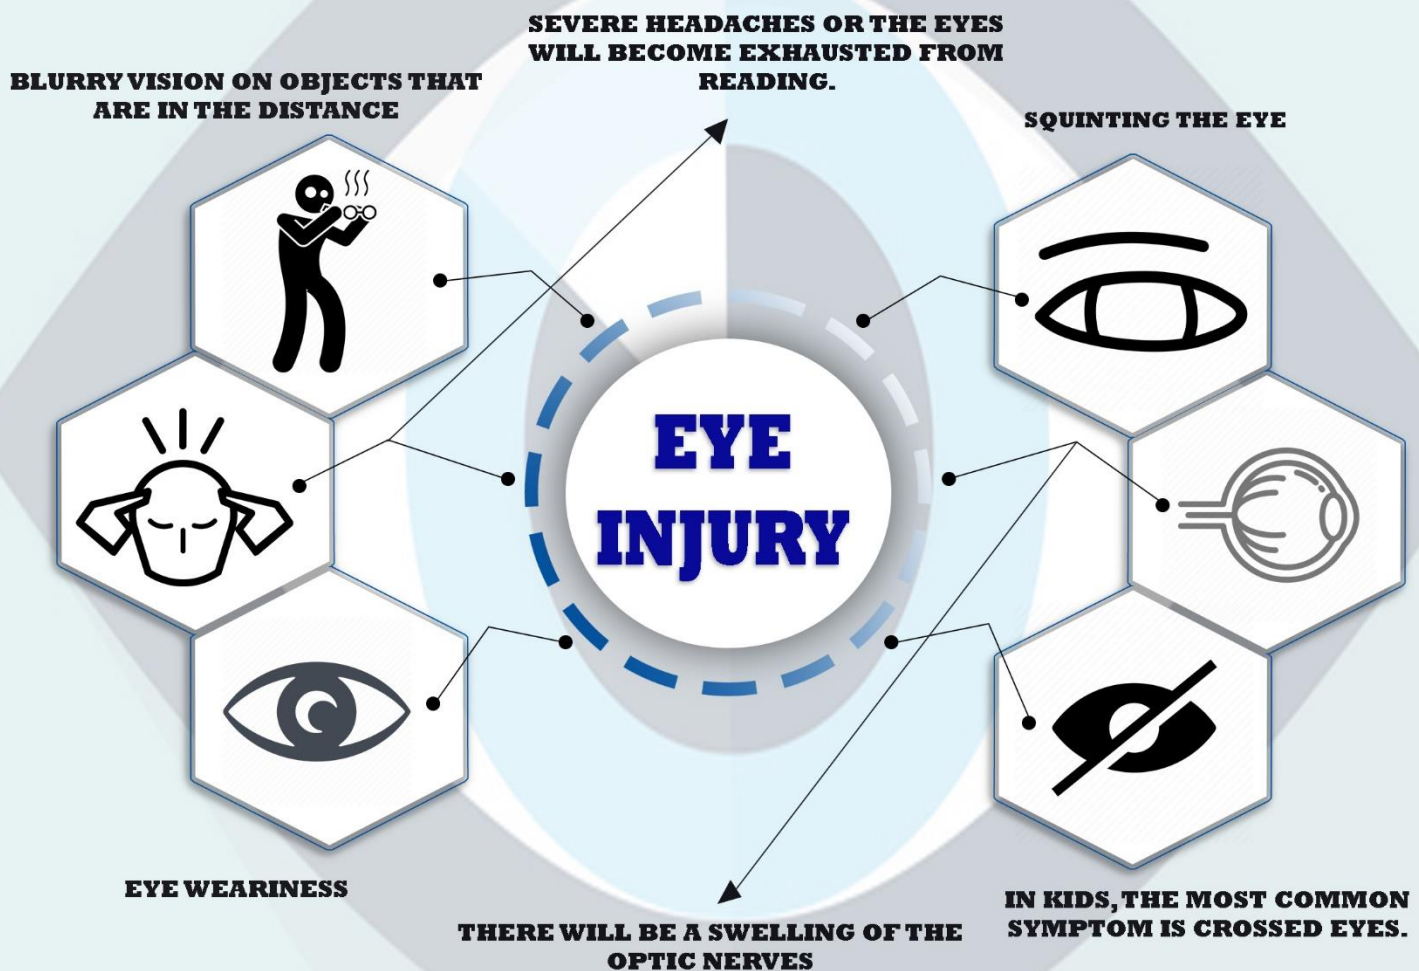 SEVERE HEADACHES OR THE EYES
WILL BECOME EXHAUSTED FROM
READING.
BLURRY VISION ON OBJECTS THAT
ARE IN THE DISTANCE
SQUINTING THE EYE
EYE
INJURY
EYE WEARINESS
IN KIDS, THE MOST COMMON
SYMPTOM IS CROSSED EYES.
THERE WILL BE A SWELLING OF THE
OPTIC NERVES